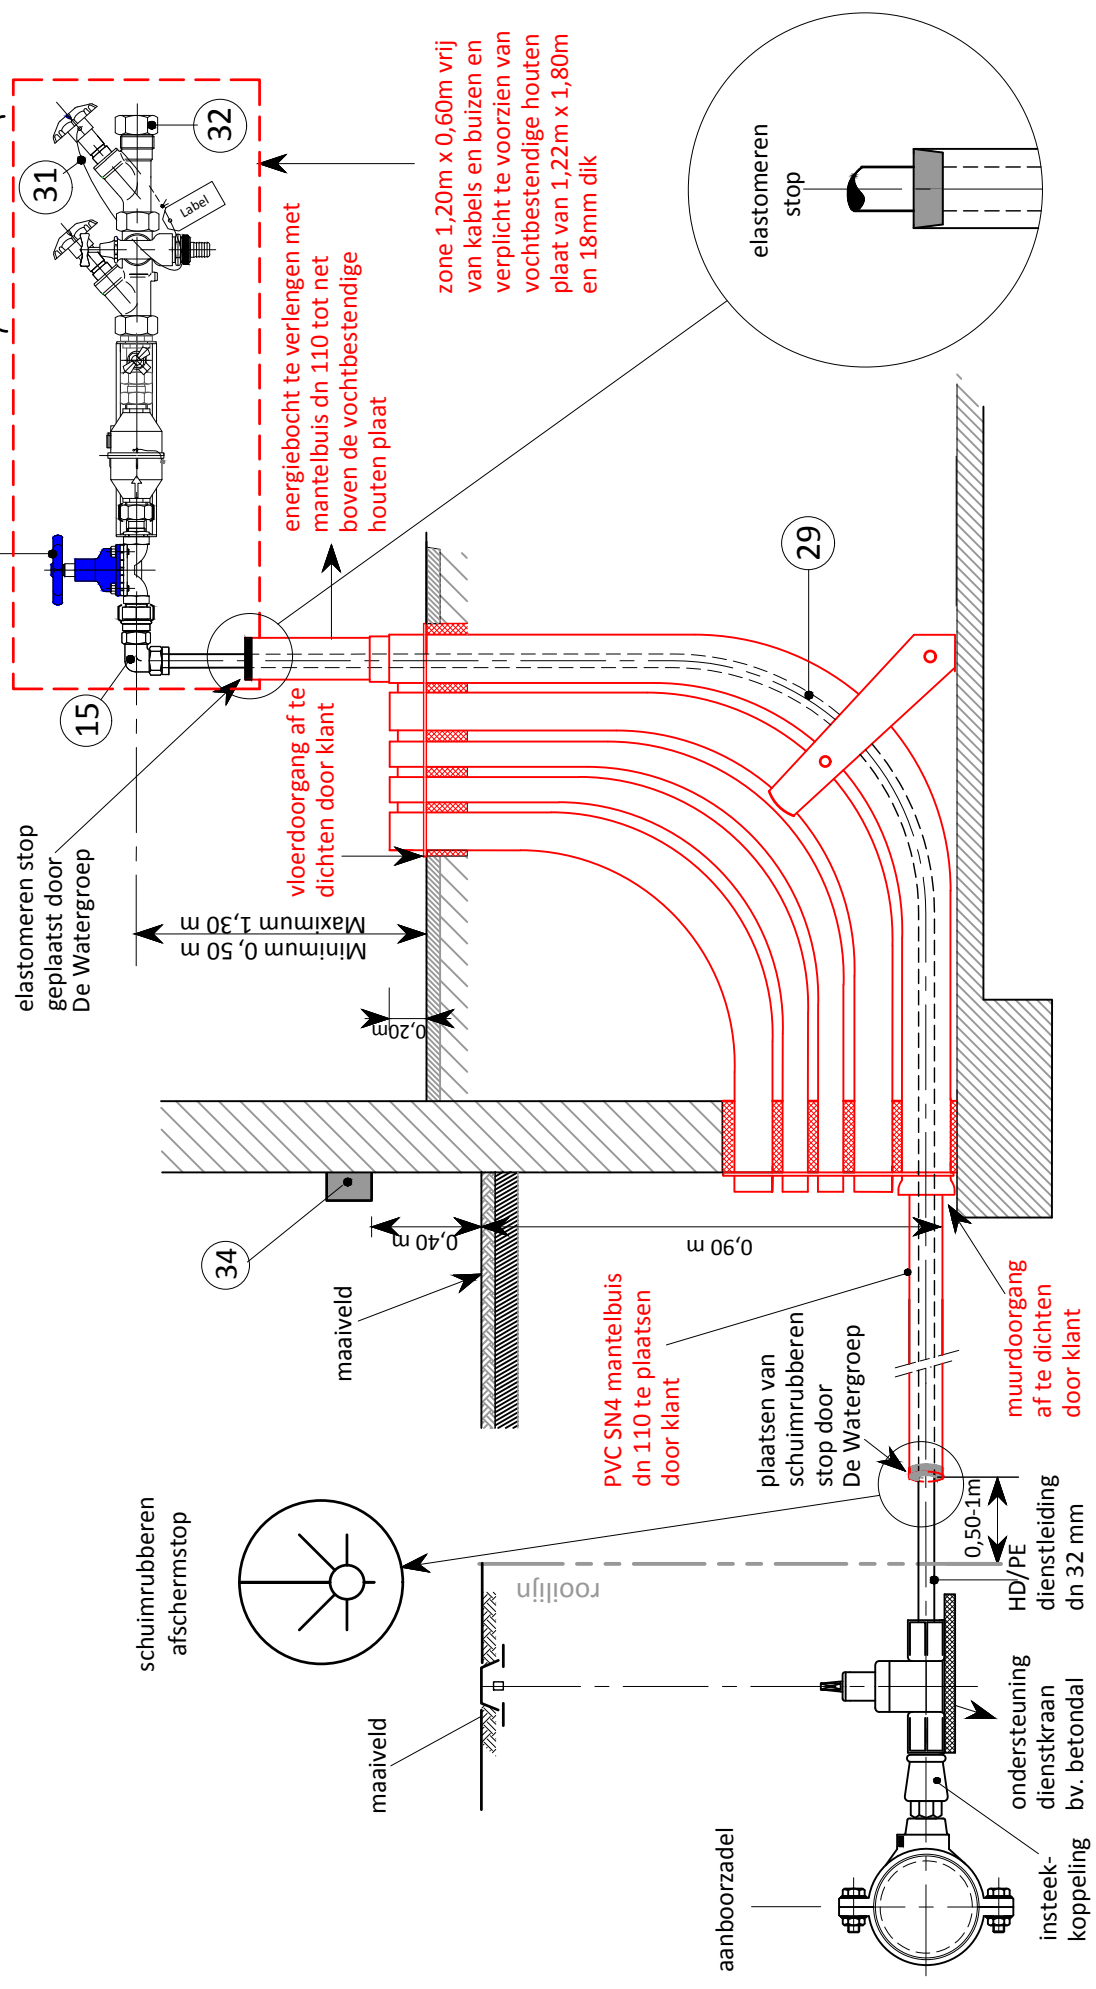 elastomeren stop
geplaatst door
De Watergroep
15
31
32
Label
zone 1,20m x 0,60m vrij
van kabels en buizen en
verplicht te voorzien van
vochtbestendige houten
plaat van 1,22m x 1,80m
en 18mm dik
energiebocht te verlengen met
mantelbuis dn 110 tot net
boven de vochtbestendige
houten plaat
vloerdoorgang af te
dichten door klant
Minimum 0,50 m
Maximum 1,30 m
0,20m
elastomeren
stop
29
34
0,40 m
maaiveld
0,90 m
PVC SN4 mantelbuis
dn 110 te plaatsen
door klant
plaatsen van
schuimrubberen
stop door
De Watergroep
muurdoorgang
af te dichten
door klant
schuimrubberen
afschermstop
rooilijn
0,50-1m
HD/PE
dienstleiding
dn 32 mm
maaiveld
ondersteuning
dienstkraan
bv. betondal
aanboorzadel
insteek-
koppeling